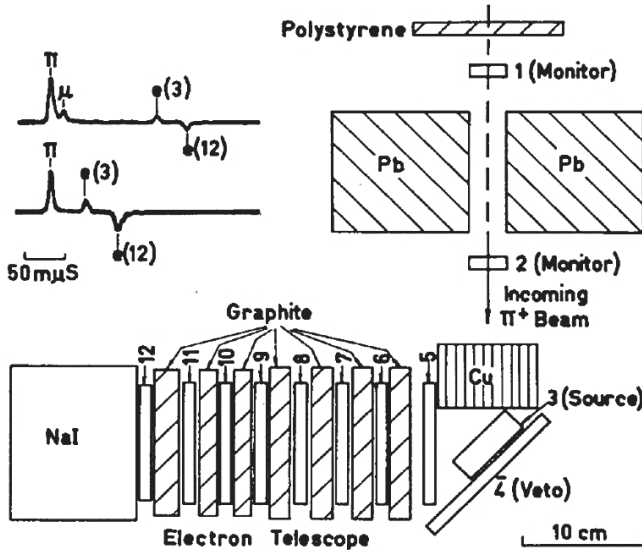 Polystyrene
1 (Monitor)
Pb
Pb
2 (Monitor)
Incoming
π+ Beam
π
μ
e(3)
e(12)
π
e(3)
e(12)
50 mμS
Graphite
12
11
10
9
8
7
6
5
Cu
3 (Source)
NaI
4̅ (Veto)
Electron Telescope
10 cm